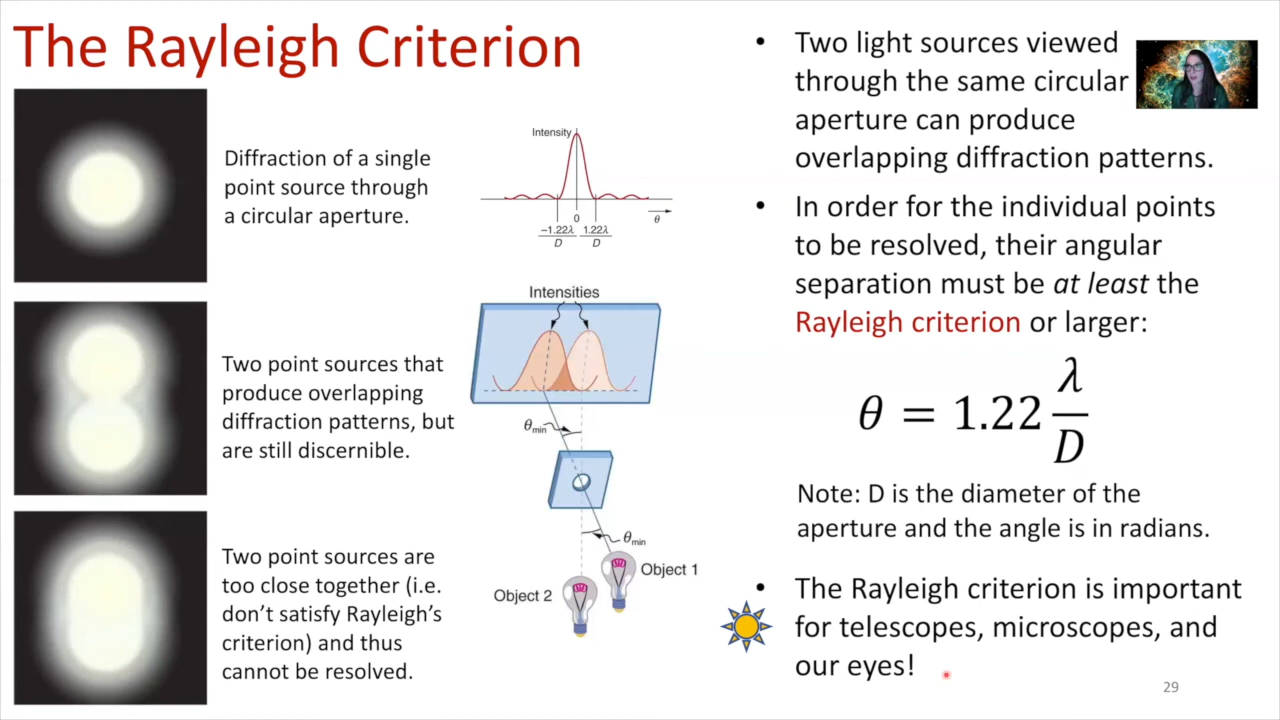 The Rayleigh Criterion
Diffraction of a single
point source through
a circular aperture.
Two point sources that
produce overlapping
diffraction patterns, but
are still discernible.
Two point sources are
too close together (i.e.
don’t satisfy Rayleigh’s
criterion) and thus
cannot be resolved.
Intensity
0
θ
−1.22λ
D
1.22λ
D
Intensities
θmin
θmin
Object 1
Object 2
• Two light sources viewed
through the same circular
aperture can produce
overlapping diffraction patterns.
• In order for the individual points
to be resolved, their angular
separation must be at least the
Rayleigh criterion or larger:
θ = 1.22 λ/D
Note: D is the diameter of the
aperture and the angle is in radians.
• The Rayleigh criterion is important
for telescopes, microscopes, and
our eyes!
29